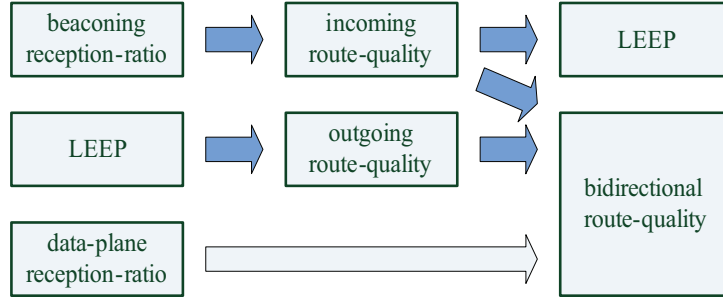 beaconing
reception-ratio
incoming
route-quality
LEEP
LEEP
outgoing
route-quality
bidirectional
route-quality
data-plane
reception-ratio